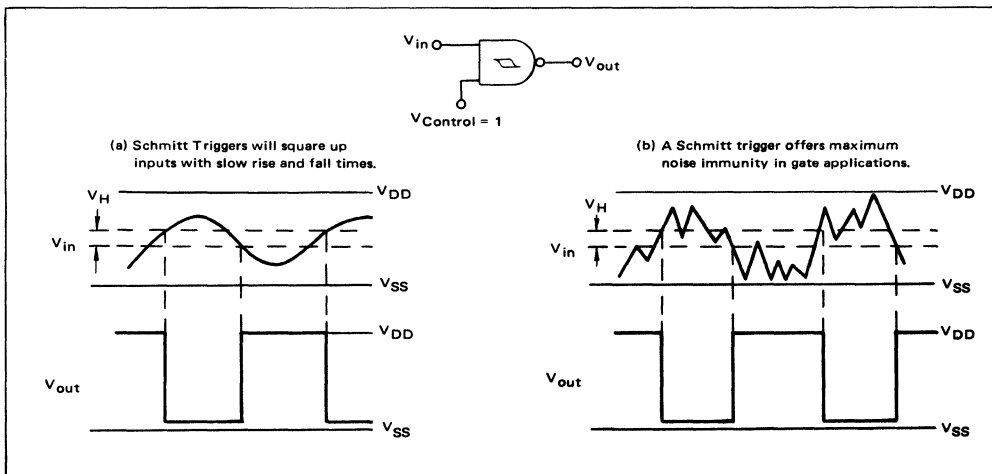 Vin
Vout
VControl = 1
(a) Schmitt Triggers will square up
inputs with slow rise and fall times.
VH
VDD
Vin
VSS
VDD
Vout
VSS
(b) A Schmitt trigger offers maximum
noise immunity in gate applications.
VH
VDD
Vin
VSS
VDD
Vout
VSS